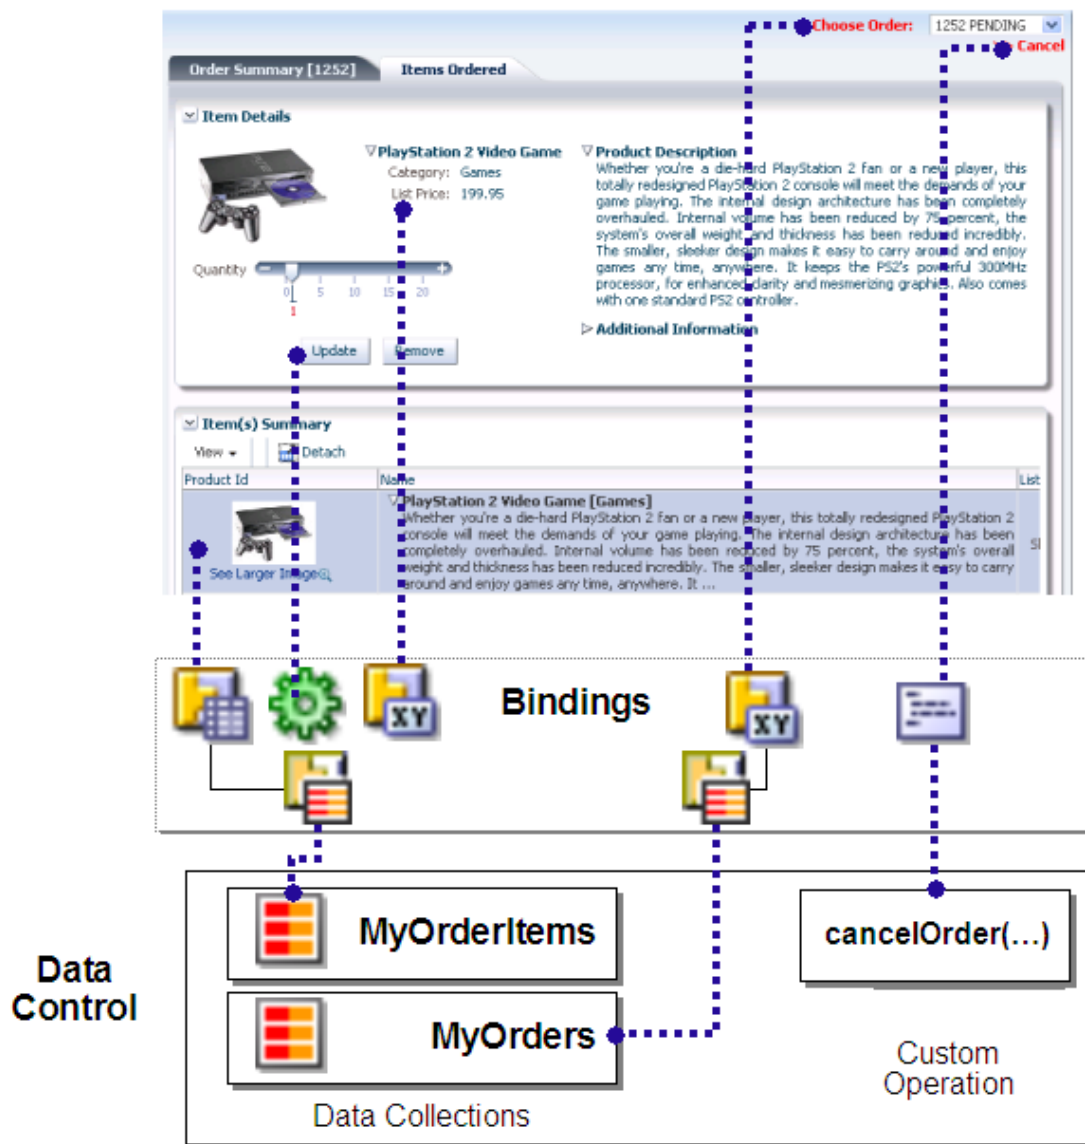 Choose Order: 1252 PENDING
Cancel
Order Summary [1252] Items Ordered
Item Details
PlayStation 2 Video Game
Category: Games
List Price: 199.95
Product Description
Whether you're a die-hard PlayStation 2 fan or a new player, this
totally redesigned PlayStation 2 console will meet the demands of your
game playing. The internal design architecture has been completely
overhauled. Internal volume has been reduced by 75 percent, the
system's overall weight and thickness has been reduced incredibly.
The smaller, sleeker design makes it easy to carry around and enjoy
games any time, anywhere. It keeps the PS2's powerful 300MHz
processor, for enhanced clarity and mesmerizing graphics. Also comes
with one standard PS2 controller.
Additional Information
Quantity
0 5 10 15 20
1
Update Remove
Item(s) Summary
View Detach
Product Id Name List
See Larger Image
PlayStation 2 Video Game [Games]
Whether you're a die-hard PlayStation 2 fan or a new player, this totally redesigned PlayStation 2
console will meet the demands of your game playing. The internal design architecture has been
completely overhauled. Internal volume has been reduced by 75 percent, the system's overall
weight and thickness has been reduced incredibly. The smaller, sleeker design makes it easy to carry
around and enjoy games any time, anywhere. It ...
Bindings
XY
XY
Data
Control
MyOrderItems
MyOrders
Data Collections
cancelOrder(...)
Custom
Operation